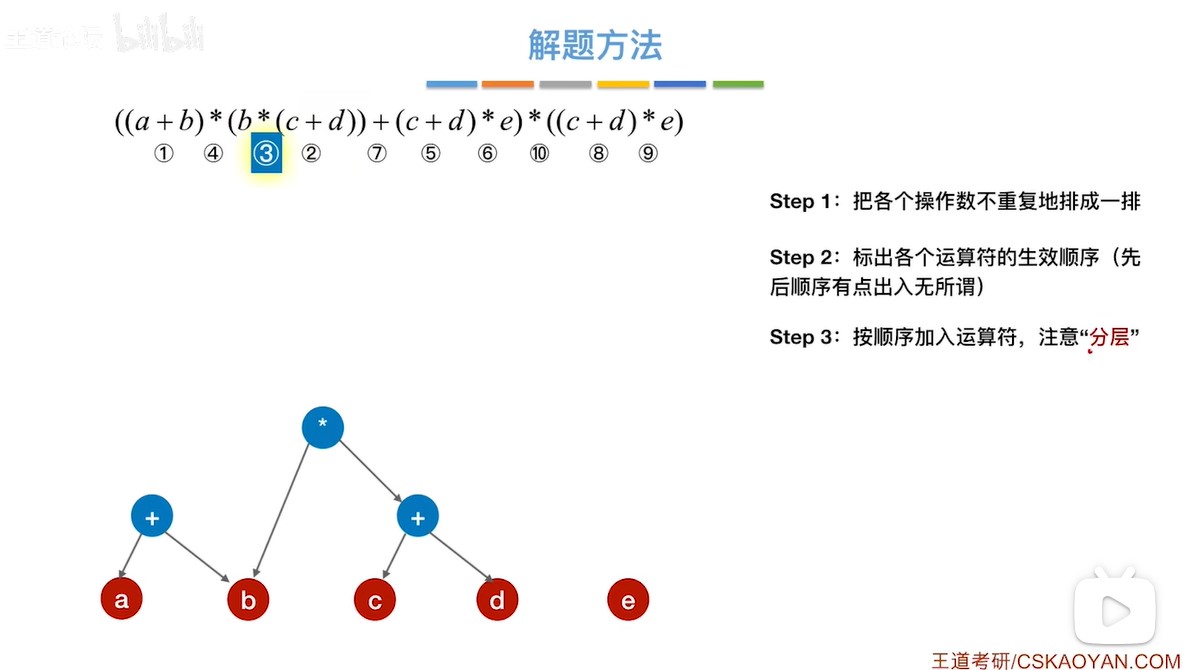 王道论坛 bilibili
解题方法
((a + b) * (b * (c + d)) + (c + d) * e) * ((c + d) * e)
① ④ ③ ② ⑦ ⑤ ⑥ ⑩ ⑧ ⑨
Step 1：把各个操作数不重复地排成一排
Step 2：标出各个运算符的生效顺序（先
后顺序有点出入无所谓）
Step 3：按顺序加入运算符，注意“分层”
*
+ +
a b c d e
王道考研/CSKAOYAN.COM